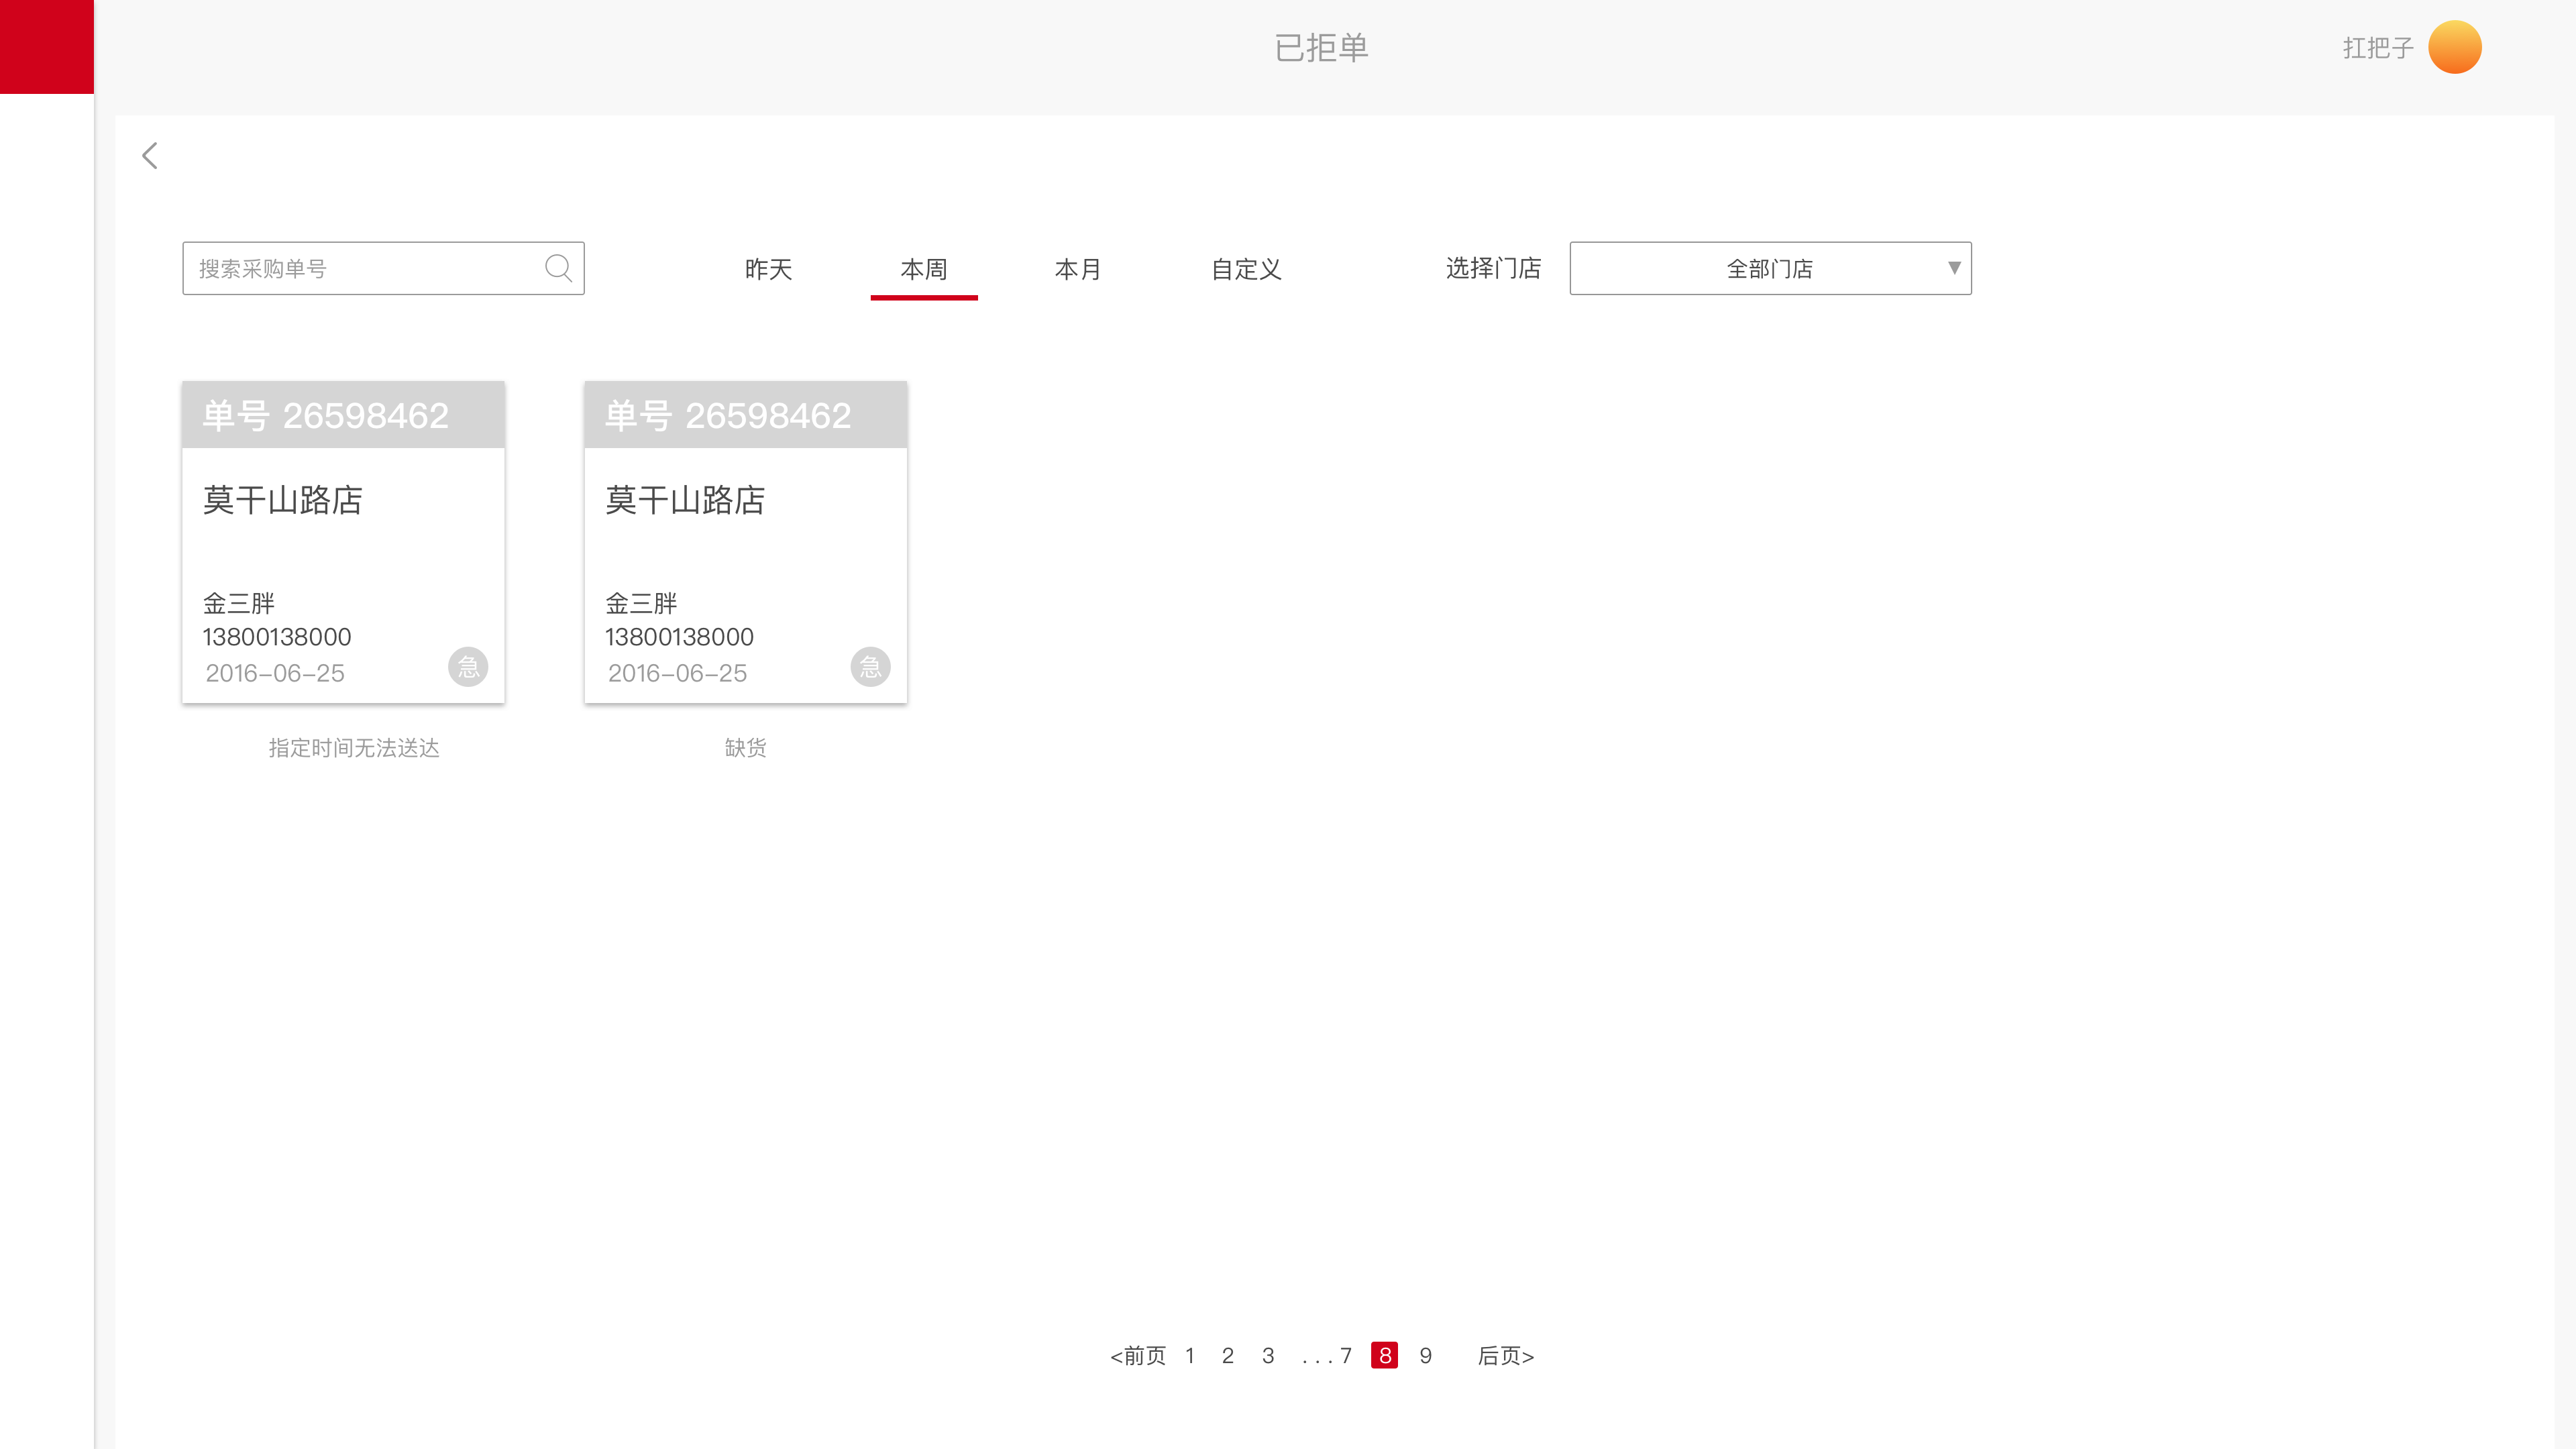 已拒单
扛把子
搜索采购单号
昨天
本周
本月
自定义
选择门店
全部门店
单号 26598462
莫干山路店
金三胖
13800138000
2016-06-25
急
指定时间无法送达
单号 26598462
莫干山路店
金三胖
13800138000
2016-06-25
急
缺货
<前页 1 2 3 ...7 8 9 后页>